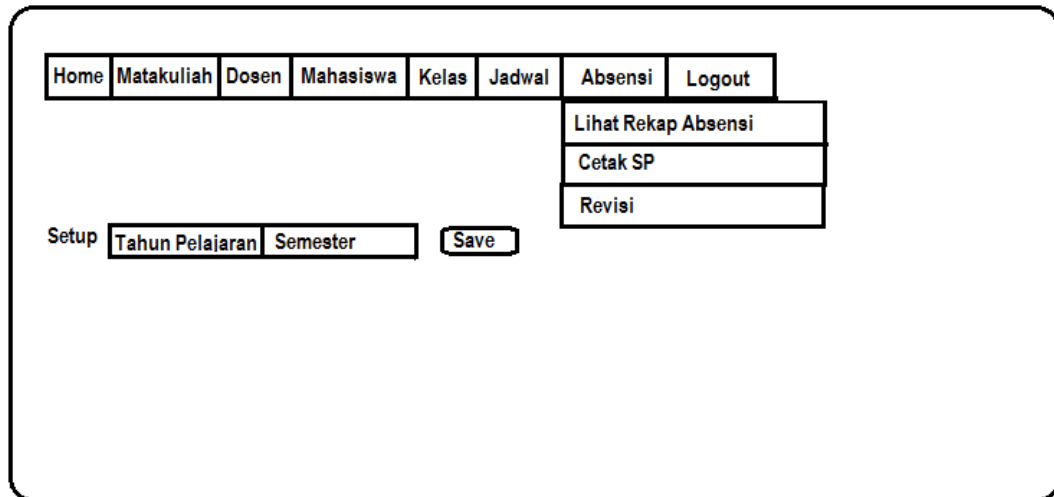 Home Matakuliah Dosen Mahasiswa Kelas Jadwal Absensi Logout
Lihat Rekap Absensi
Cetak SP
Revisi
Setup Tahun Pelajaran Semester Save